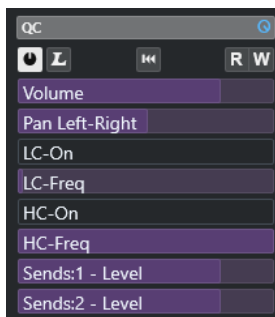 QC
L
R W
Volume
Pan Left-Right
LC-On
LC-Freq
HC-On
HC-Freq
Sends:1 - Level
Sends:2 - Level